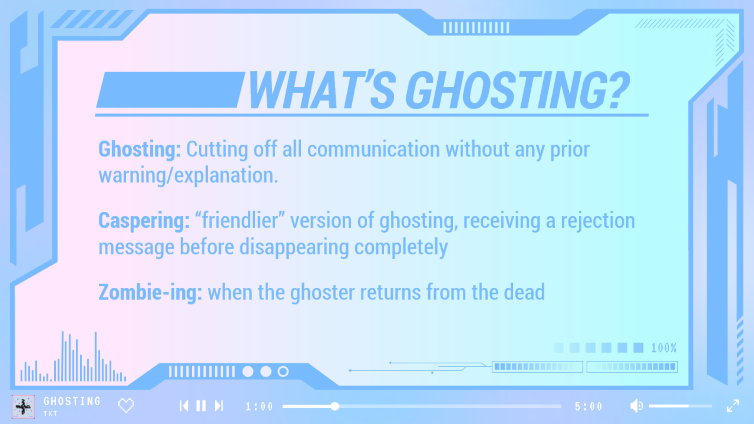 WHAT'S GHOSTING?
Ghosting: Cutting off all communication without any prior
warning/explanation.
Caspering: “friendlier” version of ghosting, receiving a rejection
message before disappearing completely
Zombie-ing: when the ghoster returns from the dead
100%
GHOSTING
TXT
1:00
5:00